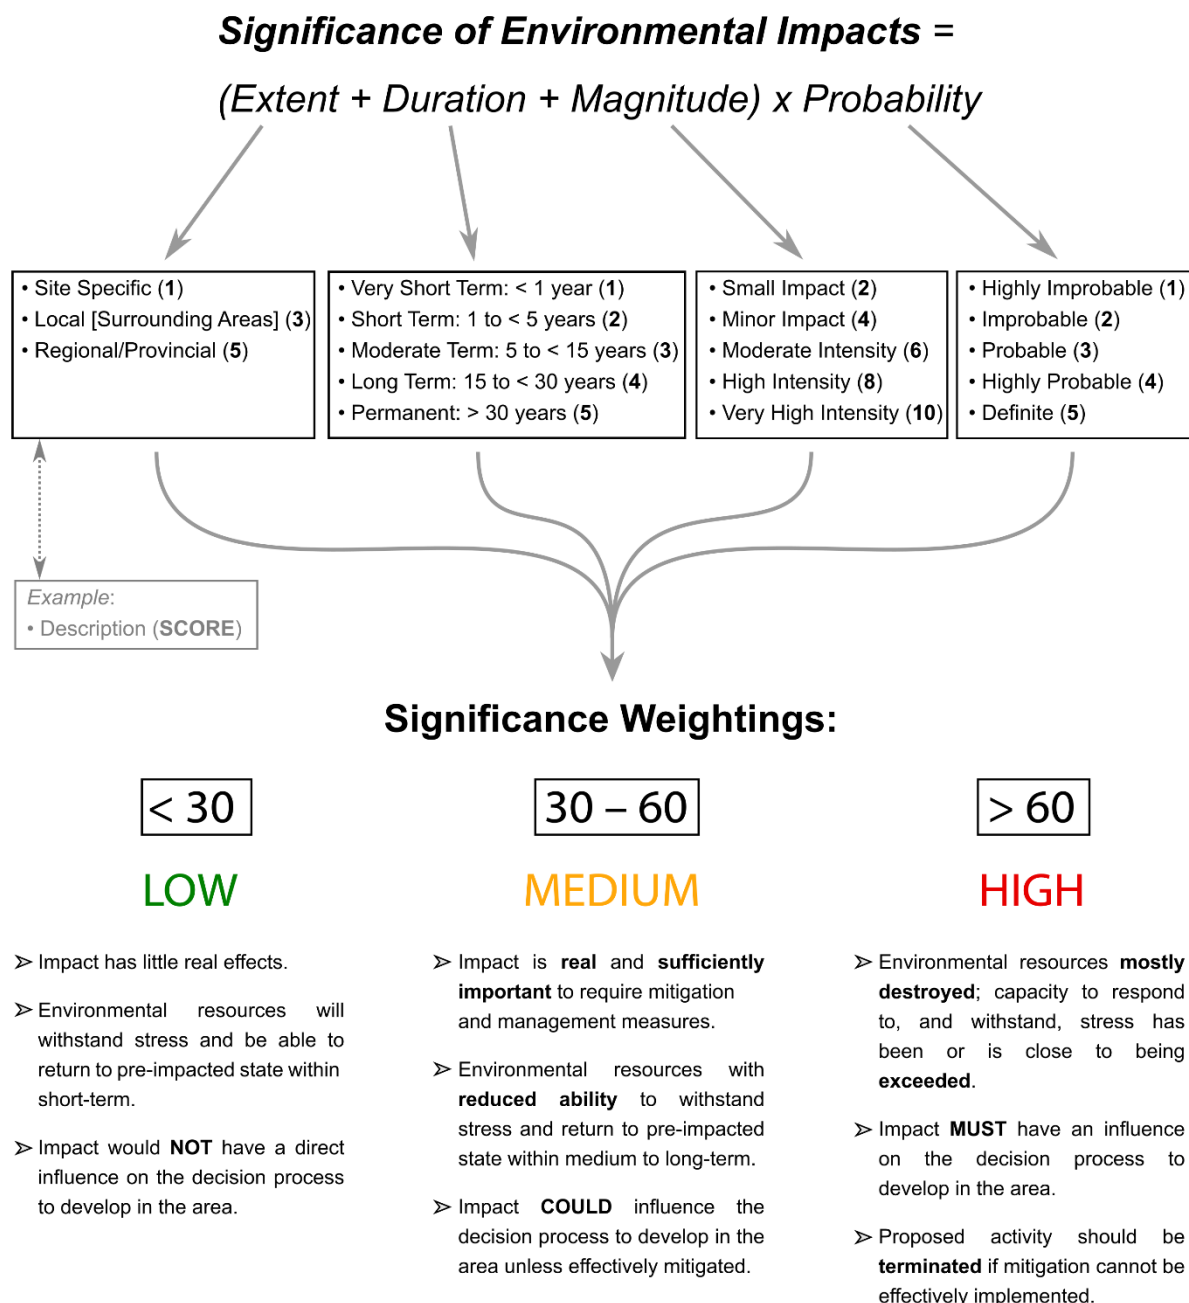 Significance of Environmental Impacts =
(Extent + Duration + Magnitude) x Probability
• Site Specific (1)
• Local [Surrounding Areas] (3)
• Regional/Provincial (5)
• Very Short Term: < 1 year (1)
• Short Term: 1 to < 5 years (2)
• Moderate Term: 5 to < 15 years (3)
• Long Term: 15 to < 30 years (4)
• Permanent: > 30 years (5)
• Small Impact (2)
• Minor Impact (4)
• Moderate Intensity (6)
• High Intensity (8)
• Very High Intensity (10)
• Highly Improbable (1)
• Improbable (2)
• Probable (3)
• Highly Probable (4)
• Definite (5)
Example:
• Description (SCORE)
Significance Weightings:
< 30
LOW
➢ Impact has little real effects.
➢ Environmental resources will
withstand stress and be able to
return to pre-impacted state within
short-term.
➢ Impact would NOT have a direct
influence on the decision process
to develop in the area.
30 – 60
MEDIUM
➢ Impact is real and sufficiently
important to require mitigation
and management measures.
➢ Environmental resources with
reduced ability to withstand
stress and return to pre-impacted
state within medium to long-term.
➢ Impact COULD influence the
decision process to develop in the
area unless effectively mitigated.
> 60
HIGH
➢ Environmental resources mostly
destroyed; capacity to respond
to, and withstand, stress has
been or is close to being
exceeded.
➢ Impact MUST have an influence
on the decision process to
develop in the area.
➢ Proposed activity should be
terminated if mitigation cannot be
effectively implemented.